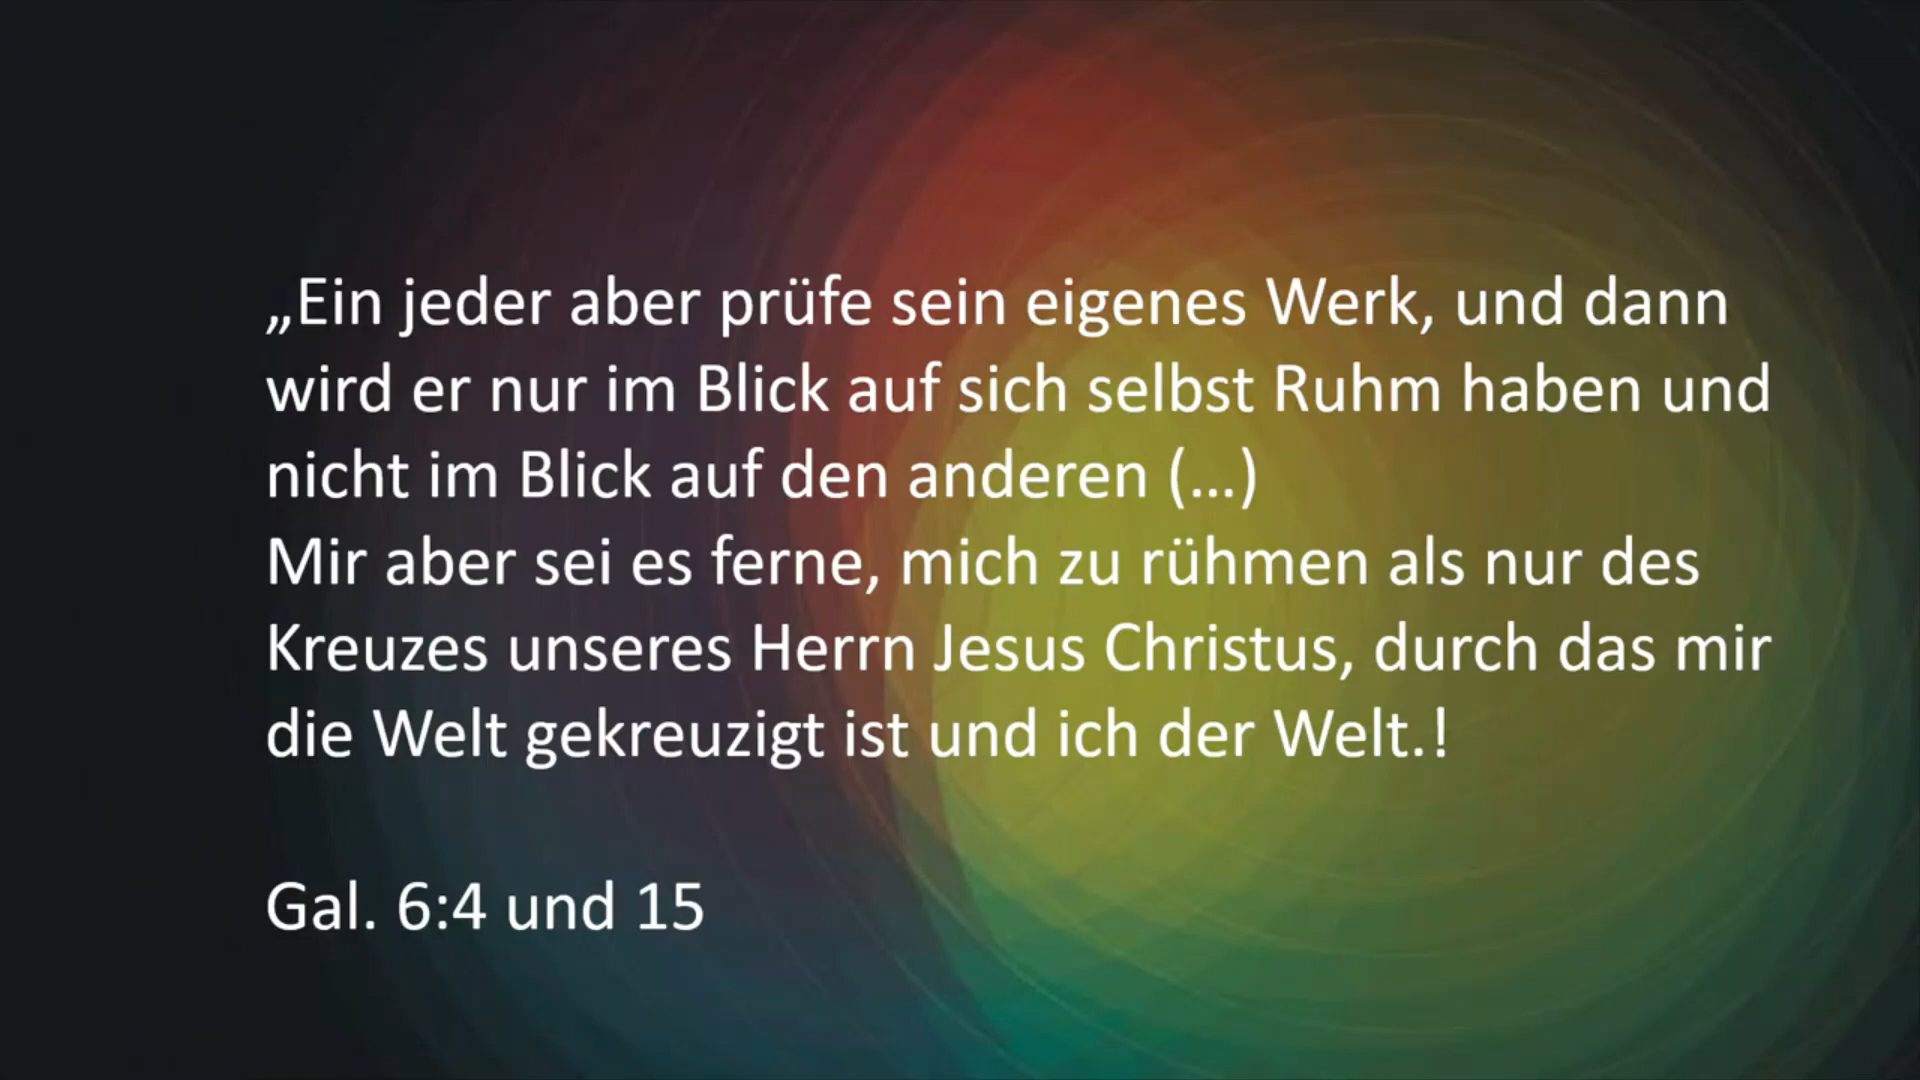 „Ein jeder aber prüfe sein eigenes Werk, und dann
wird er nur im Blick auf sich selbst Ruhm haben und
nicht im Blick auf den anderen (...)
Mir aber sei es ferne, mich zu rühmen als nur des
Kreuzes unseres Herrn Jesus Christus, durch das mir
die Welt gekreuzigt ist und ich der Welt.!
Gal. 6:4 und 15